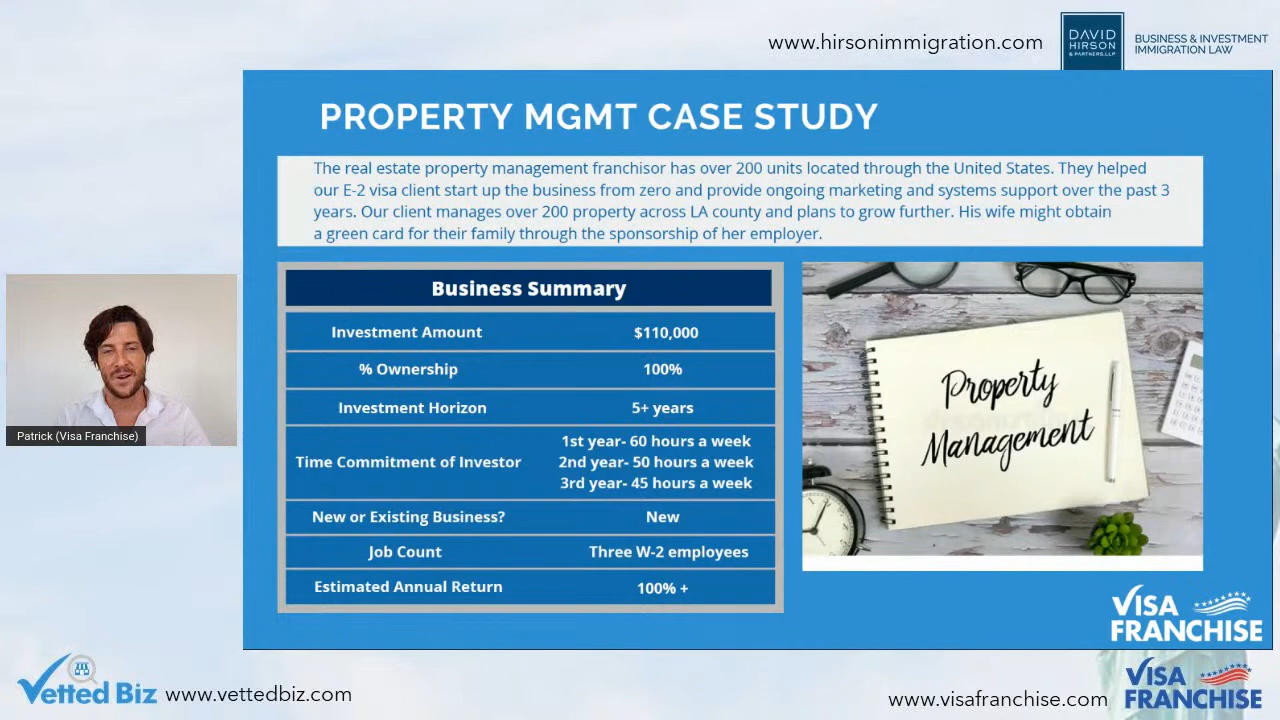 www.hirsonimmigration.com
DAVID
HIRSON
& PARTNERS, LLP
BUSINESS & INVESTMENT
IMMIGRATION LAW
PROPERTY MGMT CASE STUDY
The real estate property management franchisor has over 200 units located through the United States. They helped
our E-2 visa client start up the business from zero and provide ongoing marketing and systems support over the past 3
years. Our client manages over 200 property across LA county and plans to grow further. His wife might obtain
a green card for their family through the sponsorship of her employer.
Business Summary
Investment Amount $110,000
% Ownership 100%
Investment Horizon 5+ years
Time Commitment of Investor
1st year- 60 hours a week
2nd year- 50 hours a week
3rd year- 45 hours a week
New or Existing Business? New
Job Count Three W-2 employees
Estimated Annual Return 100% +
Property
Management
Patrick (Visa Franchise)
VISA
FRANCHISE
Vetted Biz www.vettedbiz.com
www.visafranchise.com
VISA
FRANCHISE